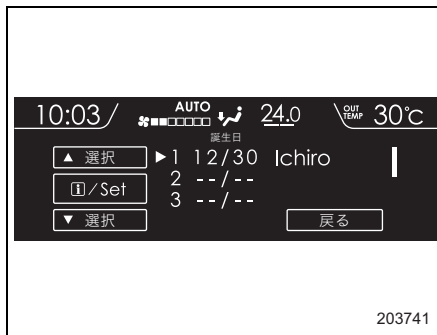 10:03 AUTO 24.0 OUT TEMP 30℃
誕生日
▲ 選択 ▶1 12/30 Ichiro
i/Set 2 --/--
3 --/--
▼ 選択 戻る
203741